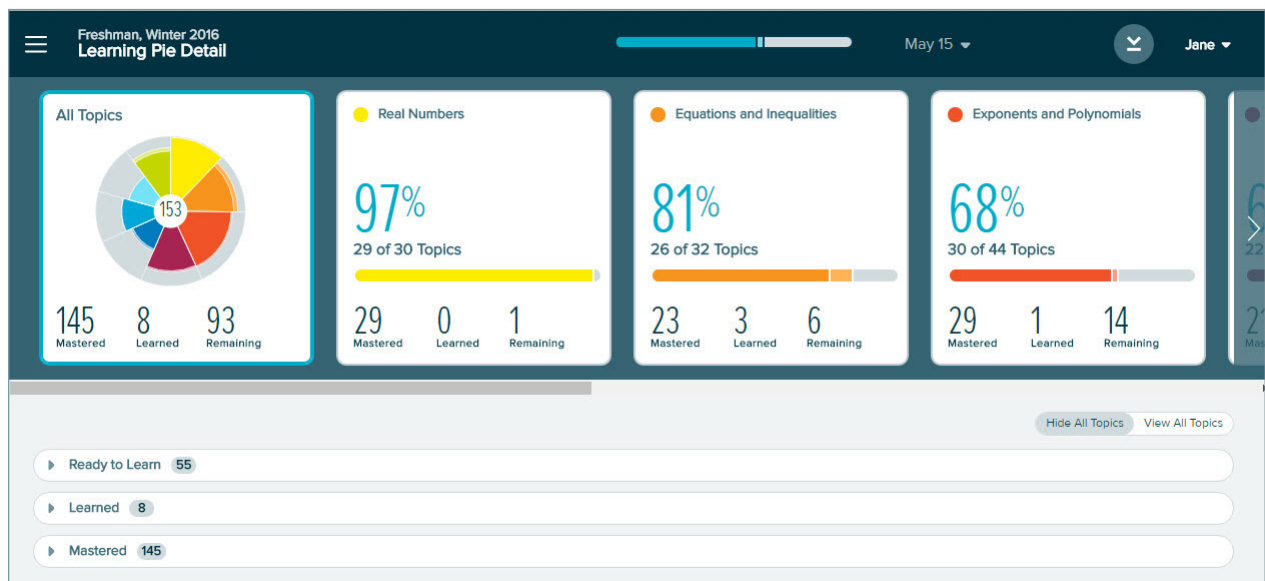 Freshman, Winter 2016
Learning Pie Detail
May 15
Jane
All Topics
153
145 8 93
Mastered Learned Remaining
Real Numbers
97%
29 of 30 Topics
29 0 1
Mastered Learned Remaining
Equations and Inequalities
81%
26 of 32 Topics
23 3 6
Mastered Learned Remaining
Exponents and Polynomials
68%
30 of 44 Topics
29 1 14
Mastered Learned Remaining
22
Hide All Topics View All Topics
Ready to Learn 55
Learned 8
Mastered 145